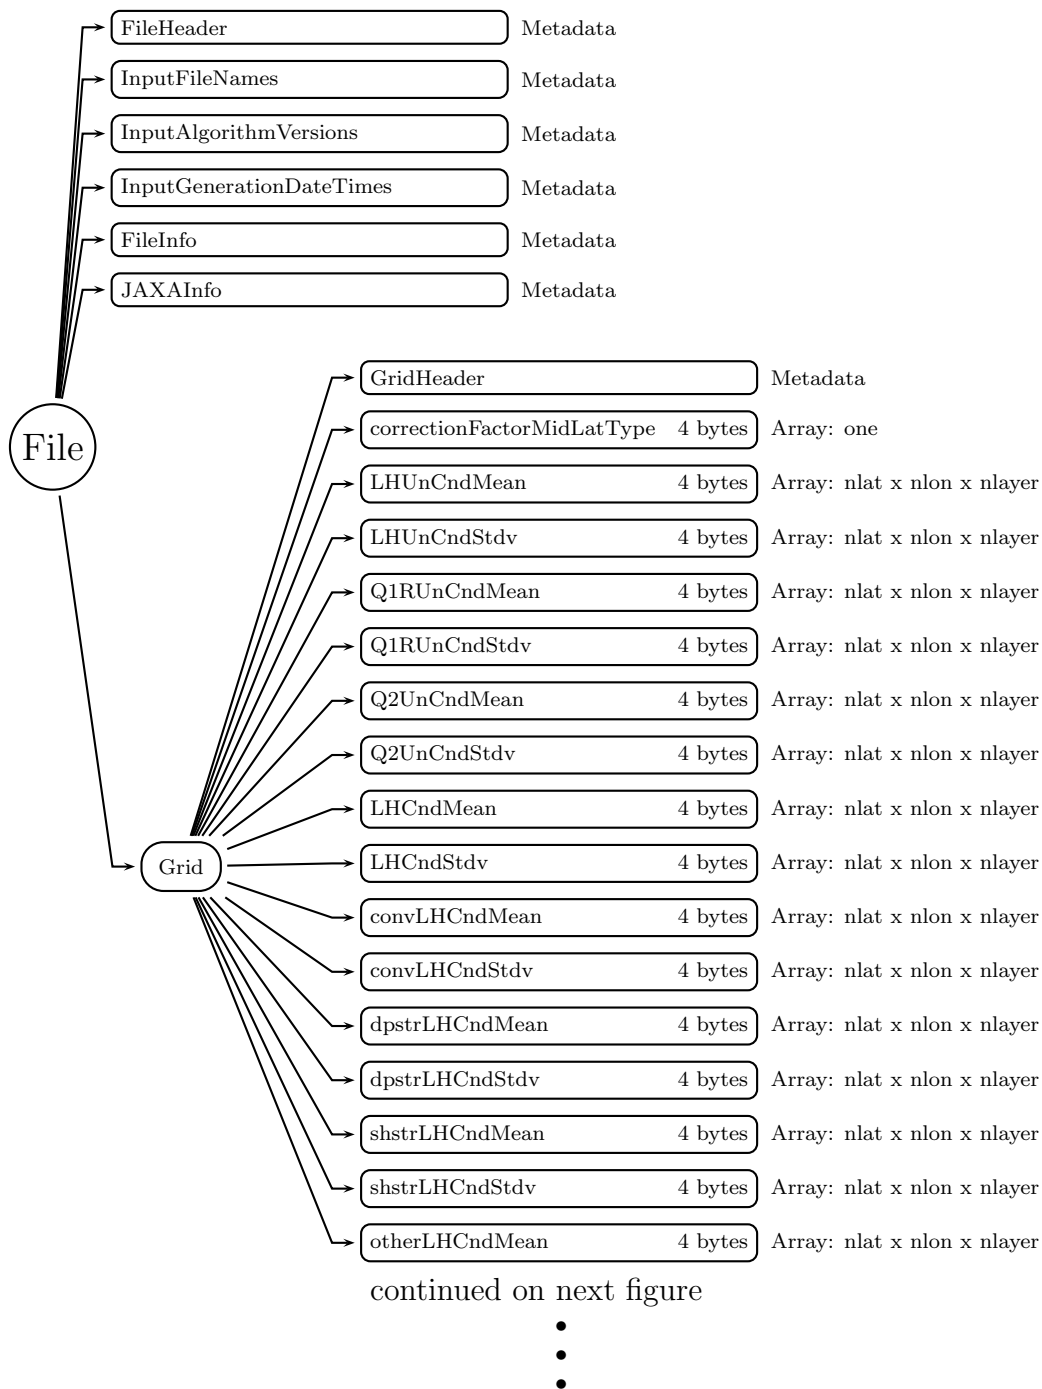 FileHeader Metadata
InputFileNames Metadata
InputAlgorithmVersions Metadata
InputGenerationDateTimes Metadata
FileInfo Metadata
JAXAInfo Metadata
GridHeader Metadata
correctionFactorMidLatType 4 bytes Array: one
File
LHUnCndMean 4 bytes Array: nlat x nlon x nlayer
LHUnCndStdv 4 bytes Array: nlat x nlon x nlayer
Q1RUnCndMean 4 bytes Array: nlat x nlon x nlayer
Q1RUnCndStdv 4 bytes Array: nlat x nlon x nlayer
Q2UnCndMean 4 bytes Array: nlat x nlon x nlayer
Q2UnCndStdv 4 bytes Array: nlat x nlon x nlayer
LHCndMean 4 bytes Array: nlat x nlon x nlayer
LHCndStdv 4 bytes Array: nlat x nlon x nlayer
Grid
convLHCndMean 4 bytes Array: nlat x nlon x nlayer
convLHCndStdv 4 bytes Array: nlat x nlon x nlayer
dpstrLHCndMean 4 bytes Array: nlat x nlon x nlayer
dpstrLHCndStdv 4 bytes Array: nlat x nlon x nlayer
shstrLHCndMean 4 bytes Array: nlat x nlon x nlayer
shstrLHCndStdv 4 bytes Array: nlat x nlon x nlayer
otherLHCndMean 4 bytes Array: nlat x nlon x nlayer
continued on next figure